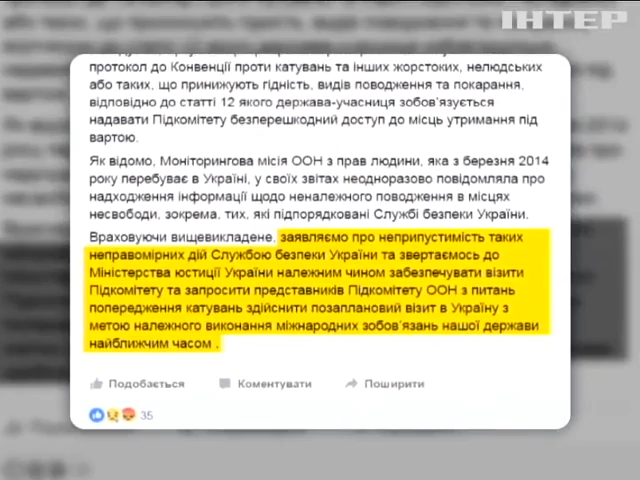 ІНТЕР
протокол до Конвенції проти катувань та інших жорстоких, нелюдських
або таких, що принижують гідність, видів поводження та покарання,
відповідно до статті 12 якого держава-учасниця зобов'язується
надавати Підкомітету безперешкодний доступ до місць утримання під
вартою.
Як відомо, Моніторингова місія ООН з прав людини, яка з березня 2014
року перебуває в Україні, у своїх звітах неодноразово повідомляла про
надходження інформації щодо неналежного поводження в місцях
несвободи, зокрема, тих, які підпорядковані Службі безпеки України.
Враховуючи вищевикладене, заявляємо про неприпустимість таких
неправомірних дій Службою безпеки України та звертаємось до
Міністерства юстиції України належним чином забезпечувати візити
Підкомітету та запросити представників Підкомітету ООН з питань
попередження катувань здійснити позаплановий візит в Україну з
метою належного виконання міжнародних зобов'язань нашої держави
найближчим часом .
Подобається Коментувати Поширити
35